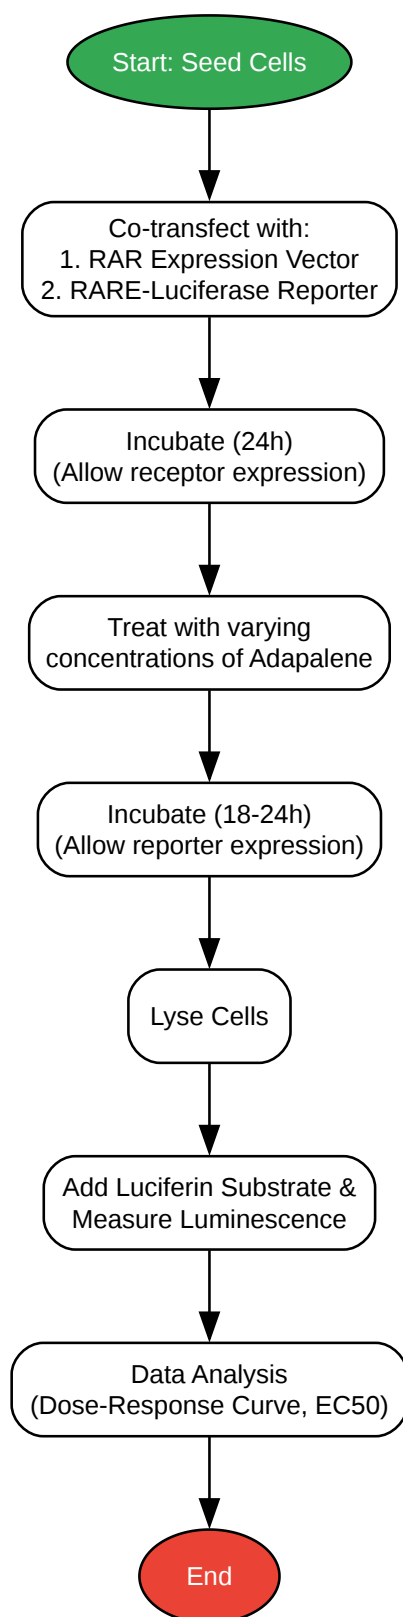 Start: Seed Cells
Co-transfect with:
1. RAR Expression Vector
2. RARE-Luciferase Reporter
Incubate (24h)
(Allow receptor expression)
Treat with varying
concentrations of Adapalene
Incubate (18-24h)
(Allow reporter expression)
Lyse Cells
Add Luciferin Substrate &
Measure Luminescence
Data Analysis
(Dose-Response Curve, EC50)
End